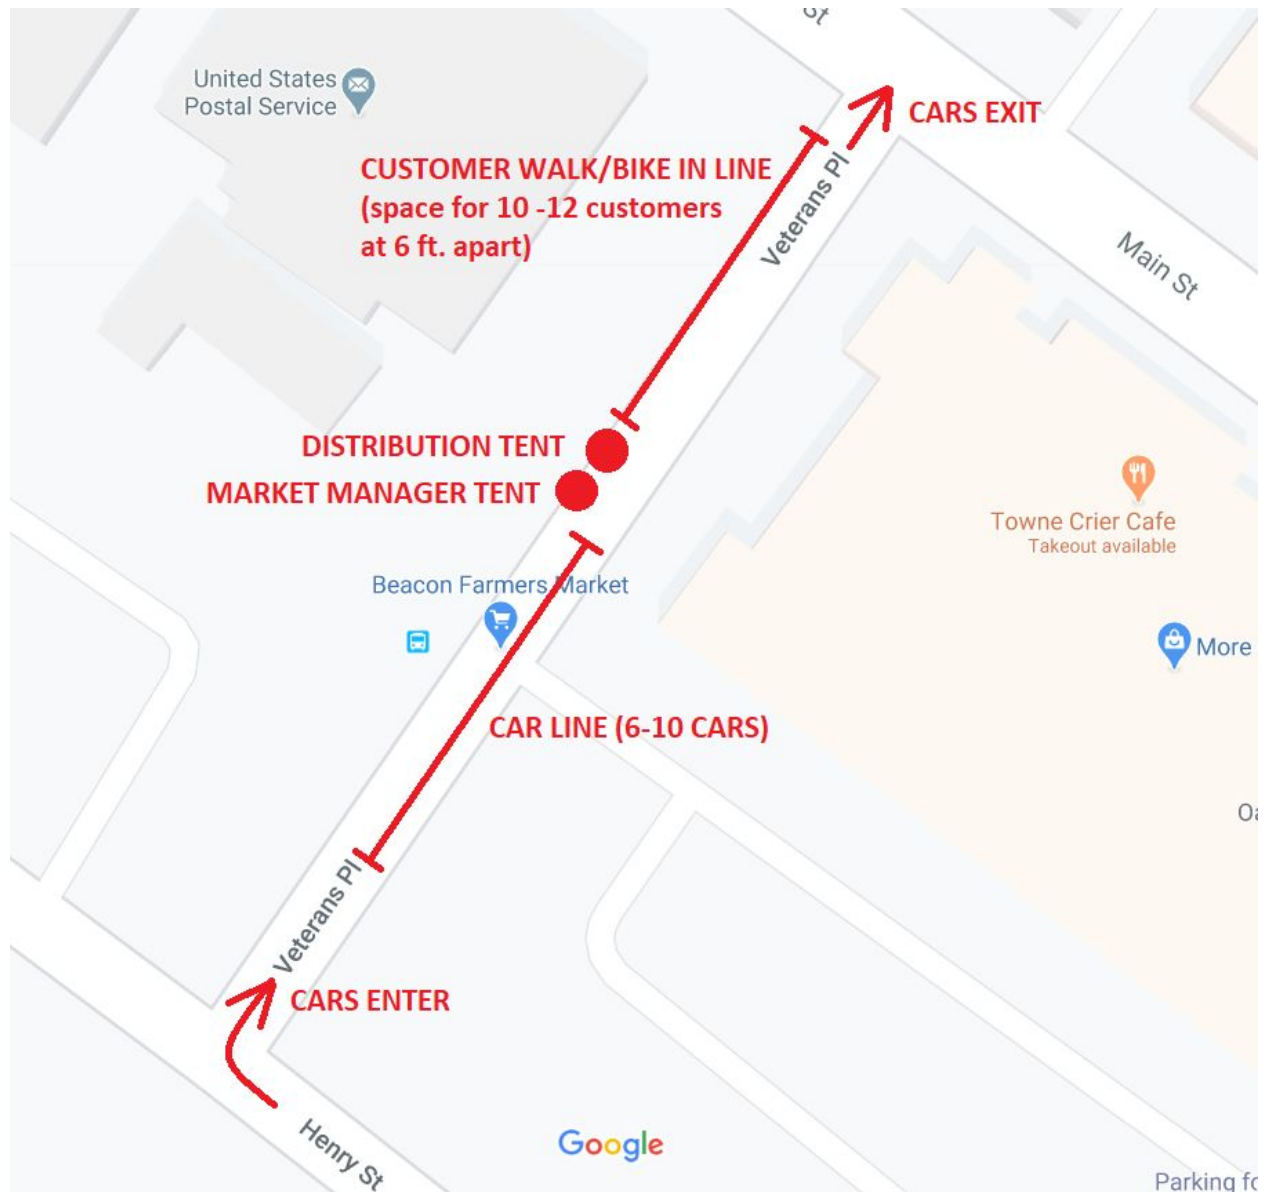 St
United States
Postal Service
CARS EXIT
CUSTOMER WALK/BIKE IN LINE
(space for 10 -12 customers
at 6 ft. apart)
Veterans Pl
Main St
DISTRIBUTION TENT
MARKET MANAGER TENT
Towne Crier Cafe
Takeout available
Beacon Farmers Market
More
CAR LINE (6-10 CARS)
Veterans Pl
CARS ENTER
Henry St
Google
Parking